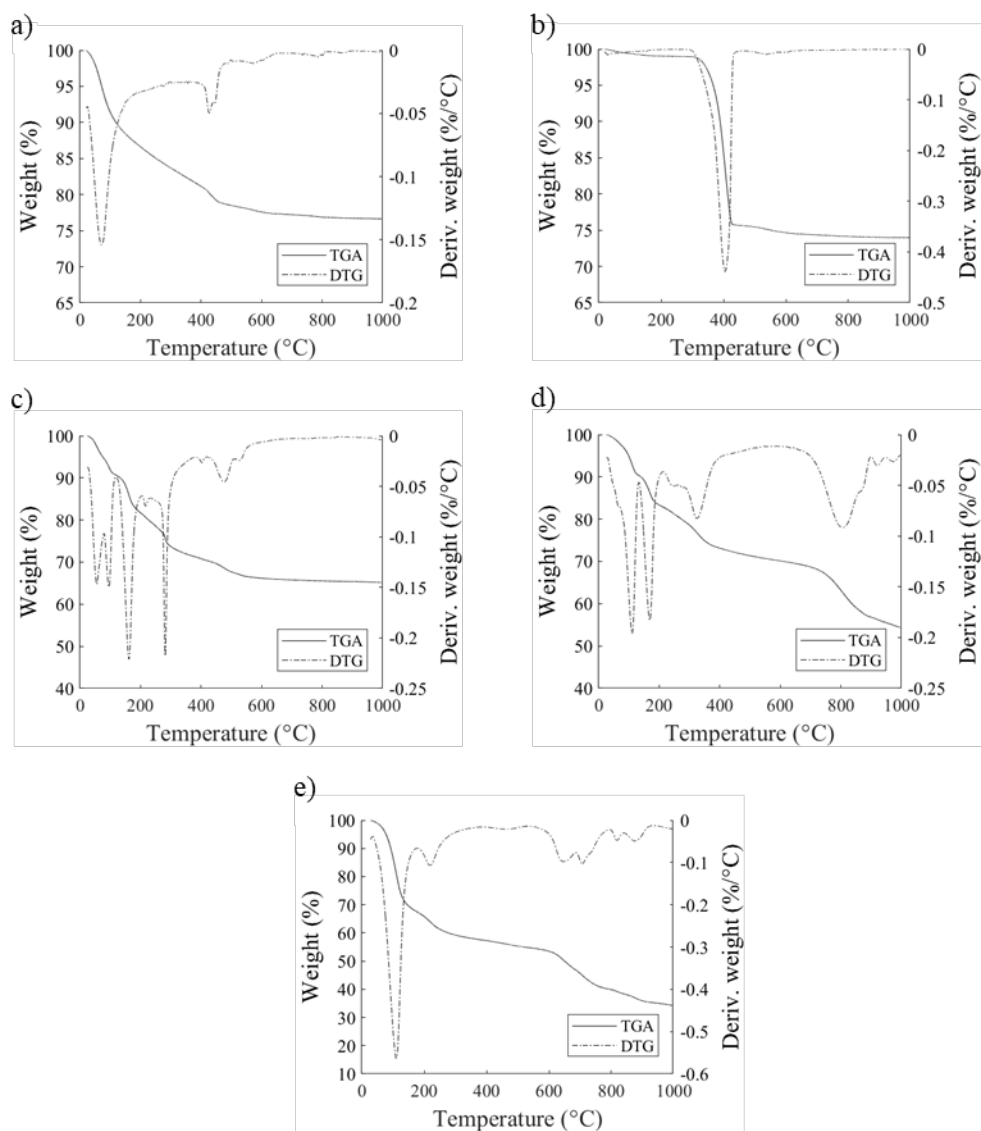 a)
100
95
90
85
80
75
70
65
0
-0.05
-0.1
-0.15
-0.2
0 200 400 600 800 1000
Weight (%)
Deriv. weight (%/°C)
Temperature (°C)
TGA
DTG
b)
100
95
90
85
80
75
70
65
0
-0.1
-0.2
-0.3
-0.4
-0.5
0 200 400 600 800 1000
Weight (%)
Deriv. weight (%/°C)
Temperature (°C)
TGA
DTG
c)
100
90
80
70
60
50
40
0
-0.05
-0.1
-0.15
-0.2
-0.25
0 200 400 600 800 1000
Weight (%)
Deriv. weight (%/°C)
Temperature (°C)
TGA
DTG
d)
100
90
80
70
60
50
40
0
-0.05
-0.1
-0.15
-0.2
-0.25
0 200 400 600 800 1000
Weight (%)
Deriv. weight (%/°C)
Temperature (°C)
TGA
DTG
e)
100
90
80
70
60
50
40
30
20
10
0
-0.1
-0.2
-0.3
-0.4
-0.5
-0.6
0 200 400 600 800 1000
Weight (%)
Deriv. weight (%/°C)
Temperature (°C)
TGA
DTG